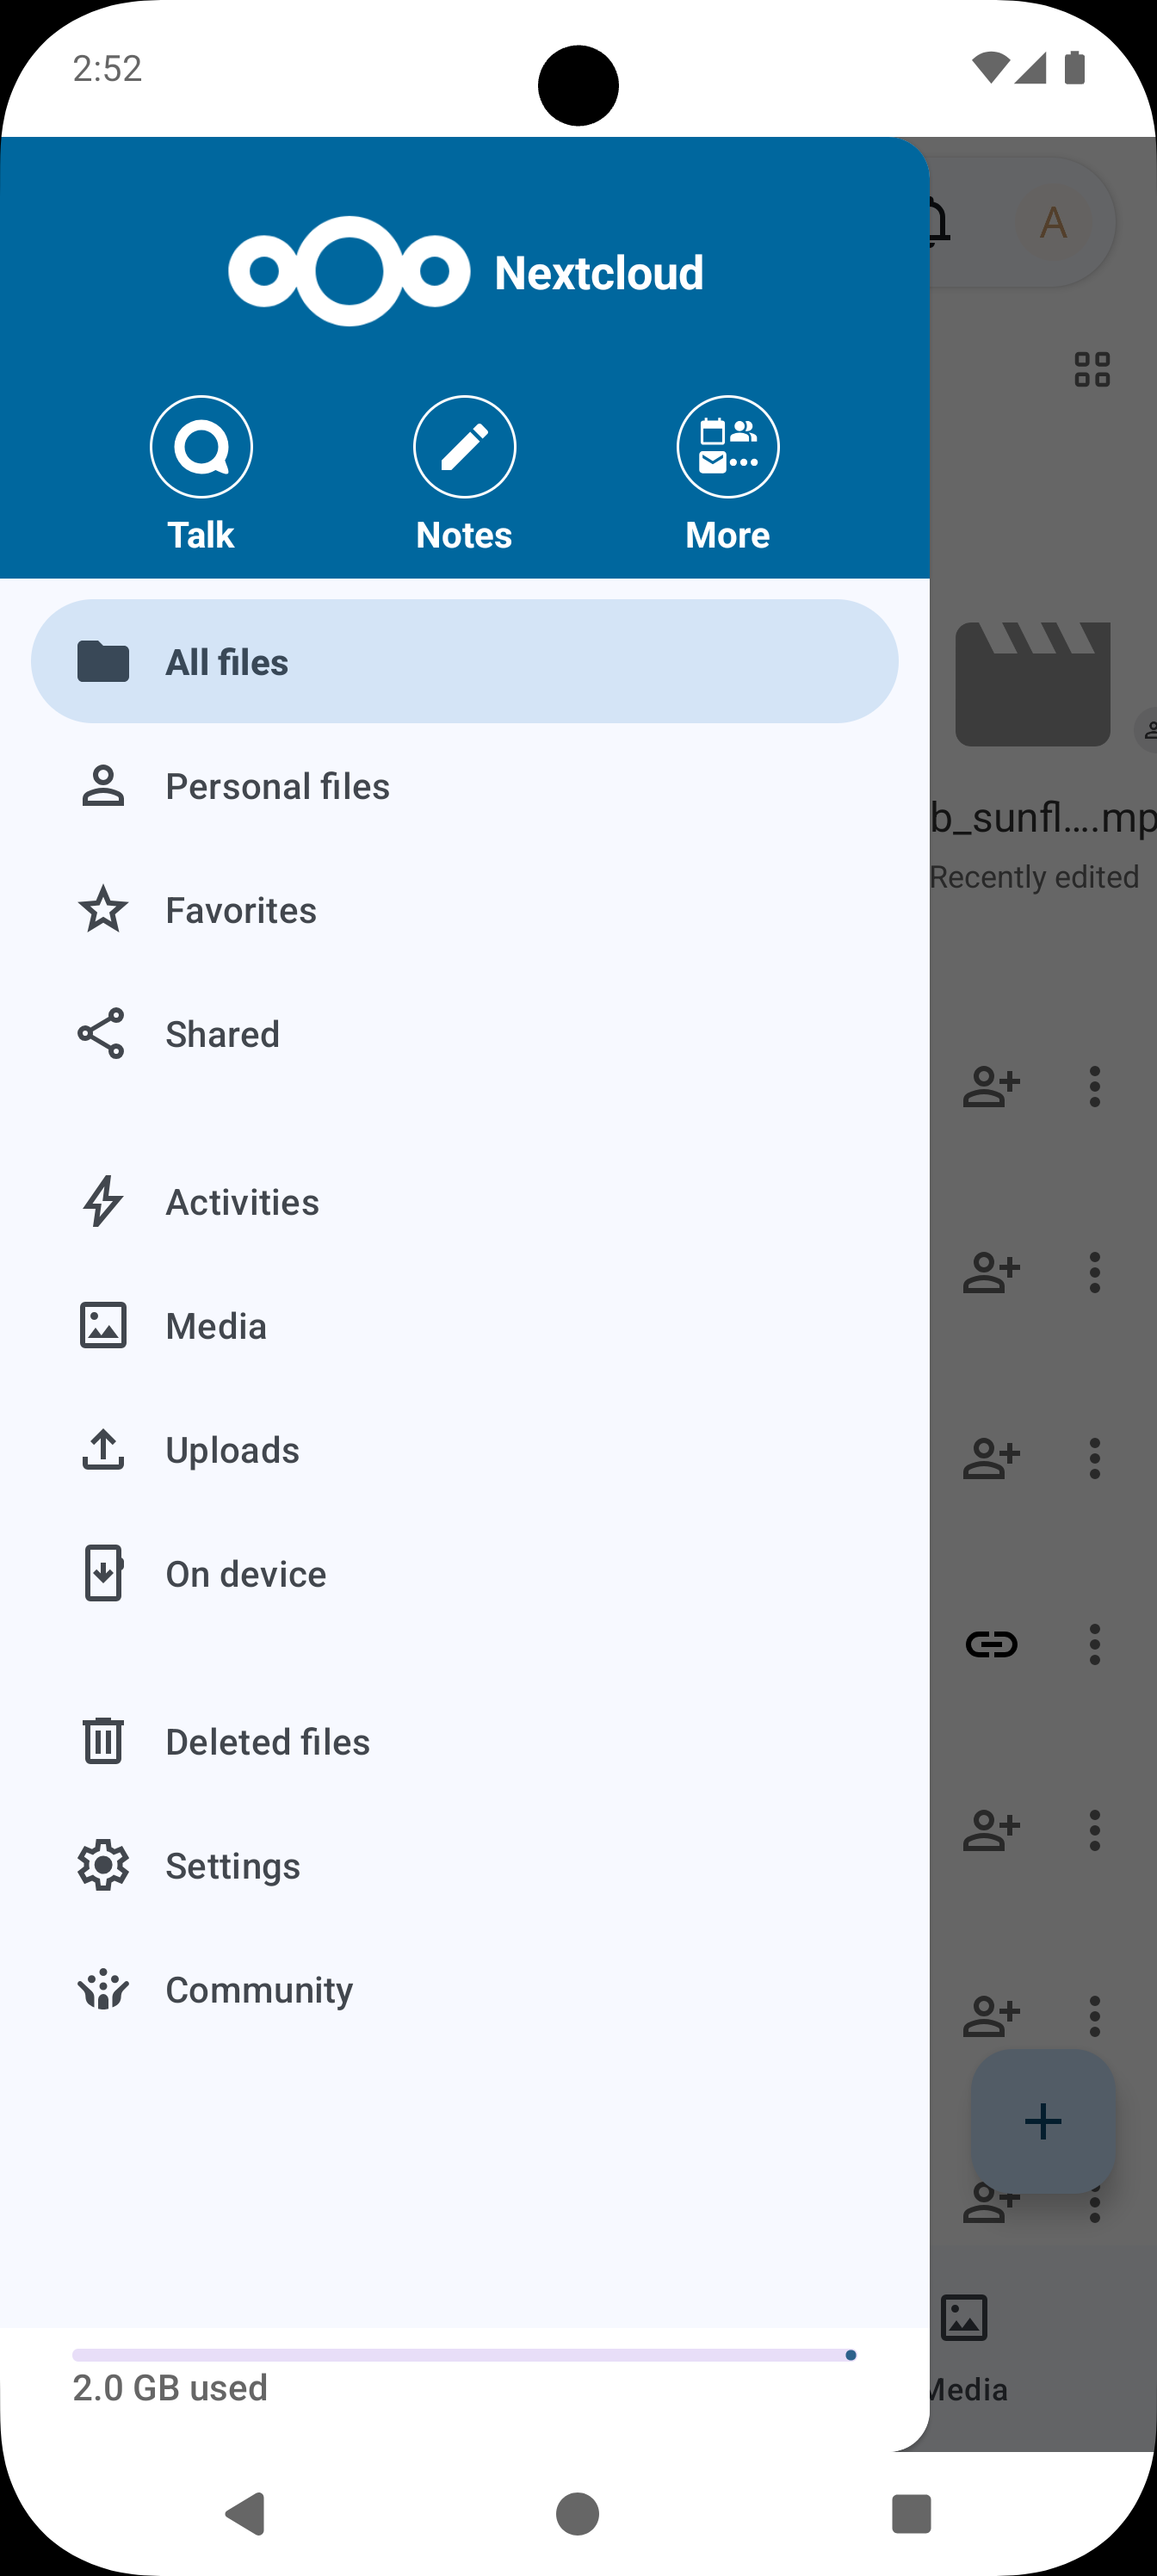 2:52
A
Nextcloud
Talk
Notes
More
All files
Personal files
b_sunfl….mp
Recently edited
Favorites
Shared
Activities
Media
Uploads
On device
Deleted files
Settings
Community
2.0 GB used
Media